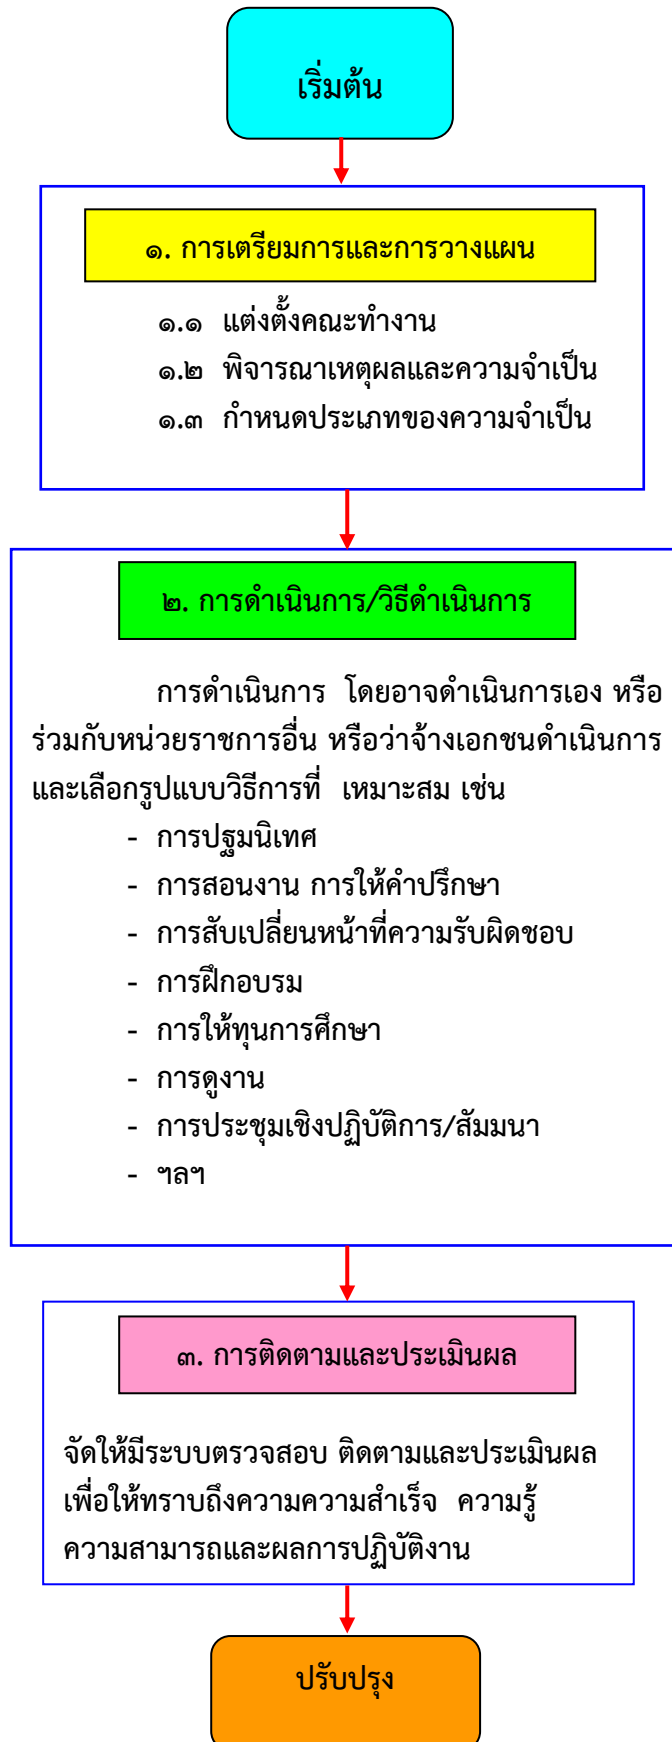 เริ่มต้น
๑. การเตรียมการและการวางแผน
๑.๑ แต่งตั้งคณะทำงาน
๑.๒ พิจารณาเหตุผลและความจำเป็น
๑.๓ กำหนดประเภทของความจำเป็น
๒. การดำเนินการ/วิธีดำเนินการ
การดำเนินการ โดยอาจดำเนินการเอง หรือ
ร่วมกับหน่วยราชการอื่น หรือว่าจ้างเอกชนดำเนินการ
และเลือกรูปแบบวิธีการที่ เหมาะสม เช่น
- การปฐมนิเทศ
- การสอนงาน การให้คำปรึกษา
- การสับเปลี่ยนหน้าที่ความรับผิดชอบ
- การฝึกอบรม
- การให้ทุนการศึกษา
- การดูงาน
- การประชุมเชิงปฏิบัติการ/สัมมนา
- ฯลฯ
๓. การติดตามและประเมินผล
จัดให้มีระบบตรวจสอบ ติดตามและประเมินผล
เพื่อให้ทราบถึงความความสำเร็จ ความรู้
ความสามารถและผลการปฏิบัติงาน
ปรับปรุง